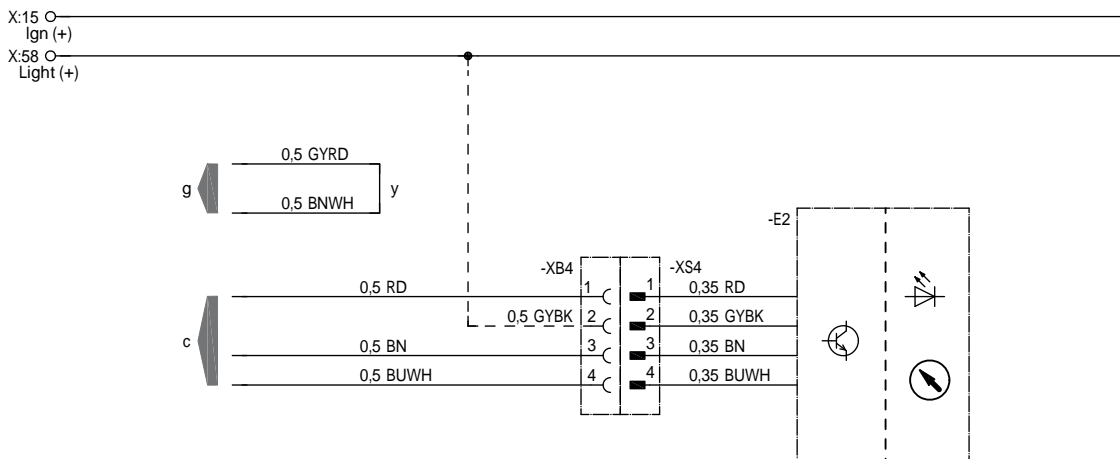 X:15
Ign (+)
X:58
Light (+)
0,5 GYRD
g
y
0,5 BNWH
-E2
-XB4
-XS4
0,5 RD
1
1
0,35 RD
0,5 GYBK
2
2
0,35 GYBK
c
0,5 BN
3
3
0,35 BN
0,5 BUWH
4
4
0,35 BUWH